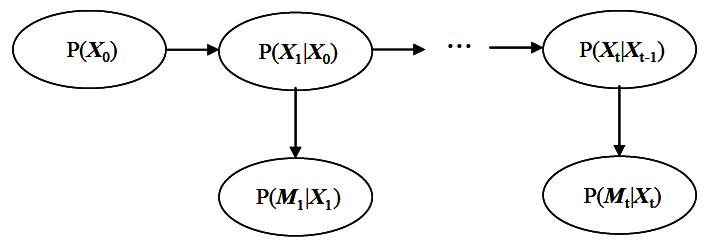 P(X0) P(X1|X0) ... P(Xt|Xt-1)
P(M1|X1) P(Mt|Xt)